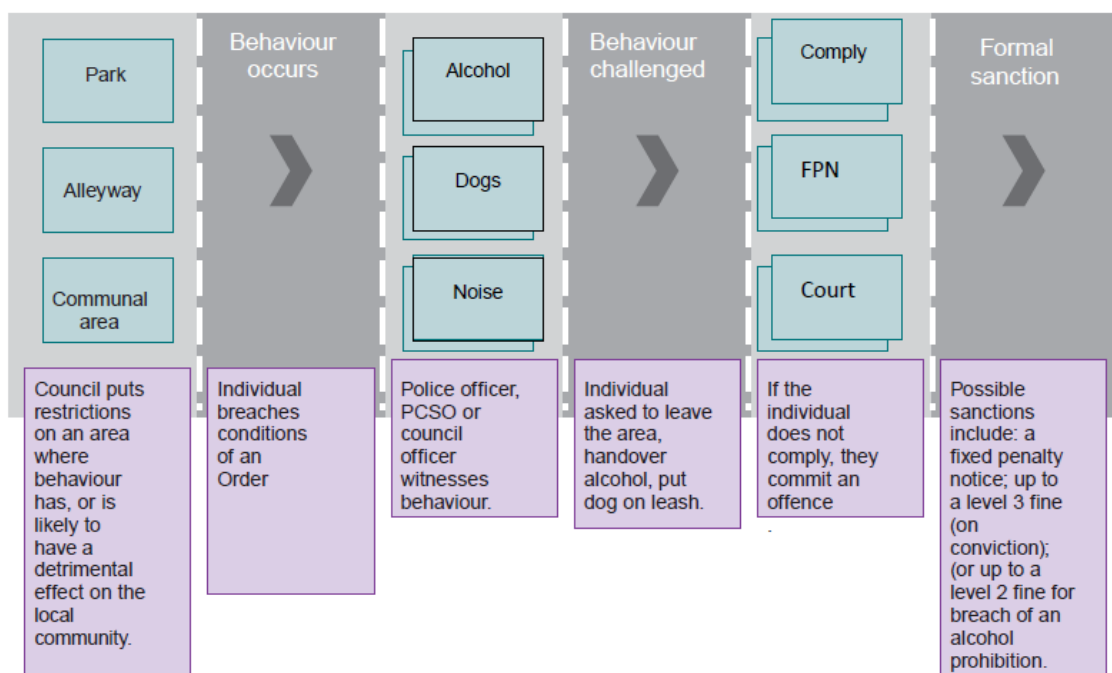 Park
Alleyway
Communal
area
Behaviour
occurs
Alcohol
Dogs
Noise
Behaviour
challenged
Comply
FPN
Court
Formal
sanction
Council puts
restrictions
on an area
where
behaviour
has, or is
likely to
have a
detrimental
effect on the
local
community.
Individual
breaches
conditions
of an
Order
Police officer,
PCSO or
council
officer
witnesses
behaviour.
Individual
asked to leave
the area,
handover
alcohol, put
dog on leash.
If the
individual
does not
comply, they
commit an
offence
.
Possible
sanctions
include: a
fixed penalty
notice; up to
a level 3 fine
(on
conviction);
(or up to a
level 2 fine for
breach of an
alcohol
prohibition.